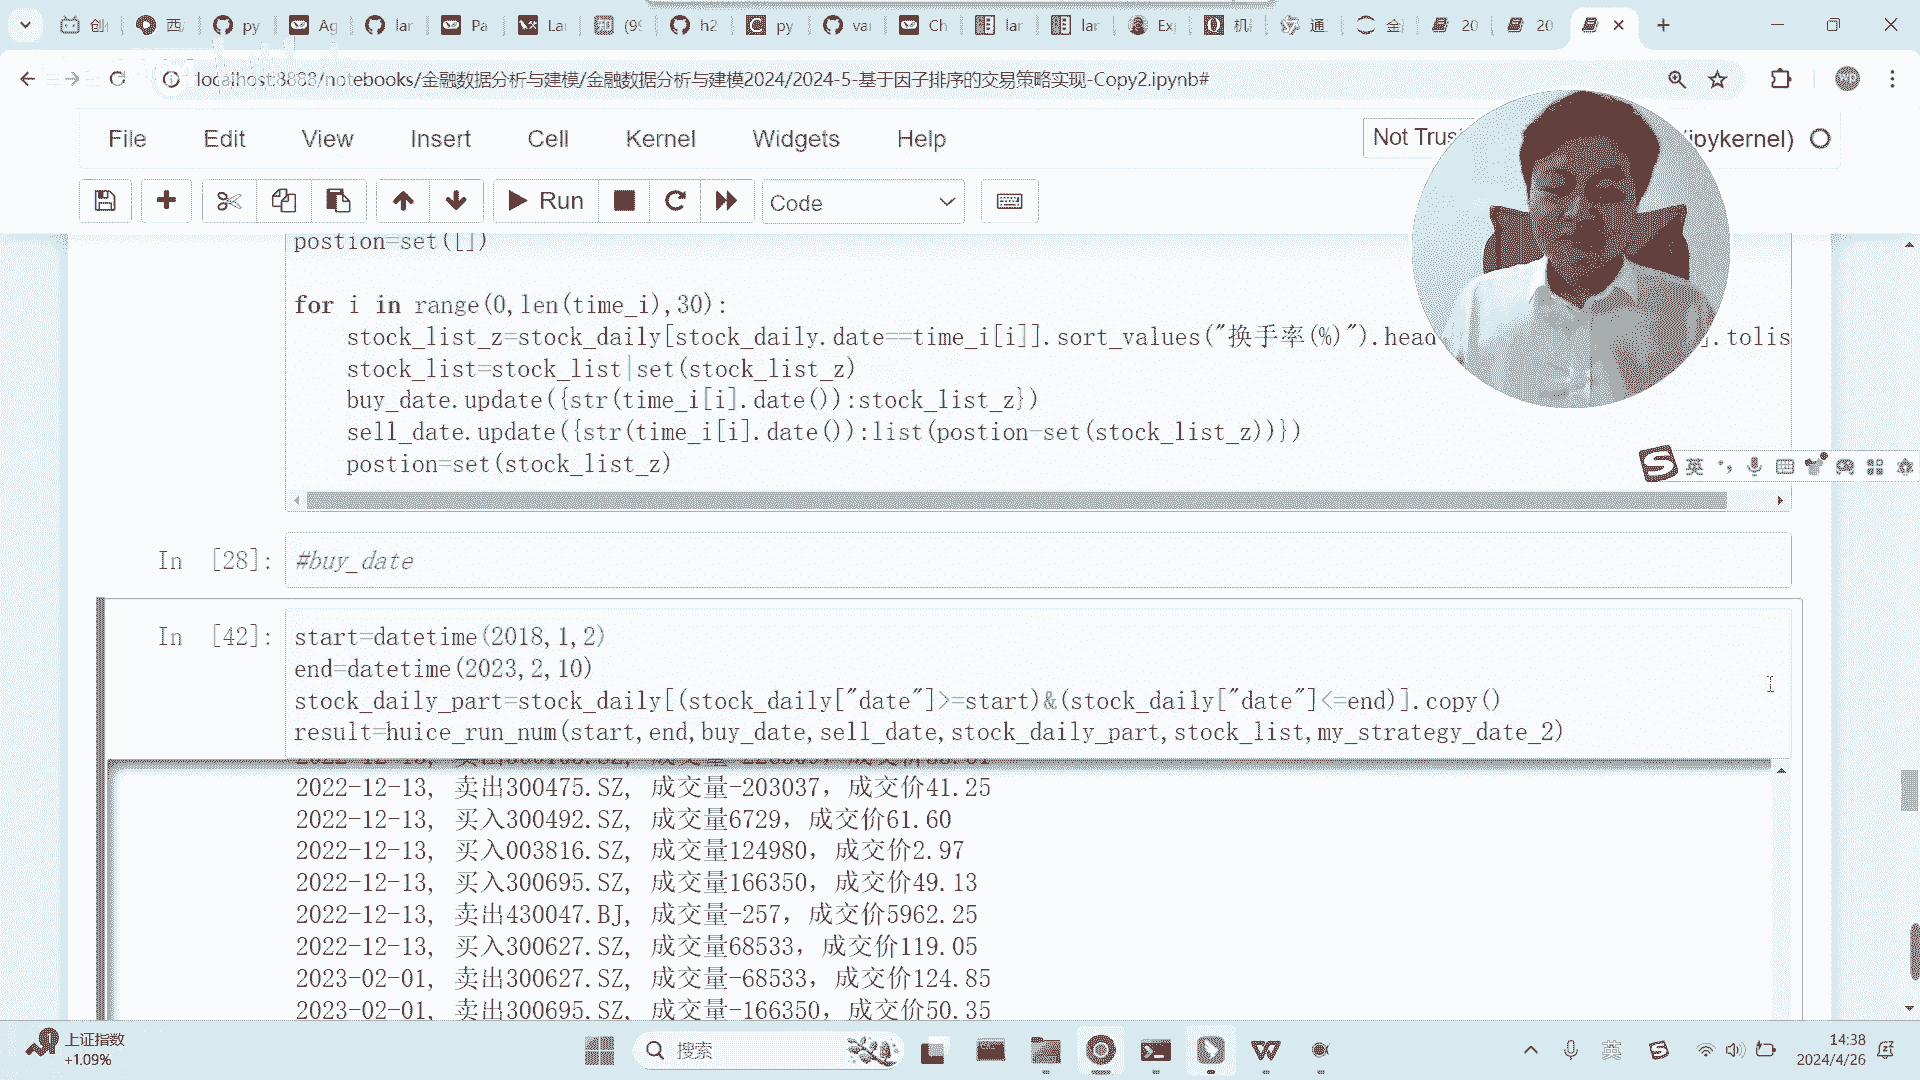 py
Ag
lar
Pa
La
(9
h2
py
va
Ch
lar
lar
Ex
机
通
金
20
20
localhost:8888/notebooks/金融数据分析与建模/金融数据分析与建模2024/2024-5-基于因子排序的交易策略实现-Copy2.ipynb#
wp
File Edit View Insert Cell Kernel Widgets Help
Not Trus
ipykernel)
Run
Code
postion=set([])
for i in range(0,len(time_i),30):
stock_list_z=stock_daily[stock_daily.date==time_i[i]].sort_values("换手率(%)").head
].tolis
stock_list=stock_list|set(stock_list_z)
buy_date.update({str(time_i[i].date()):stock_list_z})
sell_date.update({str(time_i[i].date()):list(postion-set(stock_list_z))})
postion=set(stock_list_z)
英
In [28]: #buy_date
In [42]: start=datetime(2018,1,2)
end=datetime(2023,2,10)
stock_daily_part=stock_daily[(stock_daily["date"]>=start)&(stock_daily["date"]<=end)].copy()
result=huice_run_num(start,end,buy_date,sell_date,stock_daily_part,stock_list,my_strategy_date_2)
2022-12-13, 卖出300475.SZ, 成交量-203037，成交价41.25
2022-12-13, 买入300492.SZ, 成交量6729，成交价61.60
2022-12-13, 买入003816.SZ, 成交量124980，成交价2.97
2022-12-13, 买入300695.SZ, 成交量166350，成交价49.13
2022-12-13, 卖出430047.BJ, 成交量-257，成交价5962.25
2022-12-13, 买入300627.SZ, 成交量68533，成交价119.05
2023-02-01, 卖出300627.SZ, 成交量-68533，成交价124.85
2023-02-01, 卖出300695.SZ, 成交量-166350，成交价50.35
上证指数
+1.09%
搜索
英
14:38
2024/4/26